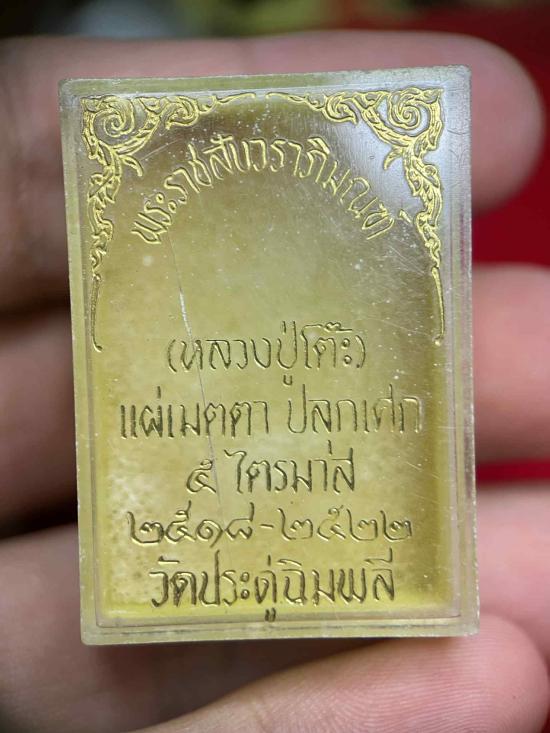 พระราชสังวราภิมณฑ์
(หลวงปู่โต๊ะ)
แผ่เมตตา ปลุกเศก
๕ ไตรมาส
๒๕๑๘-๒๕๒๒
วัดประดู่ฉิมพลี